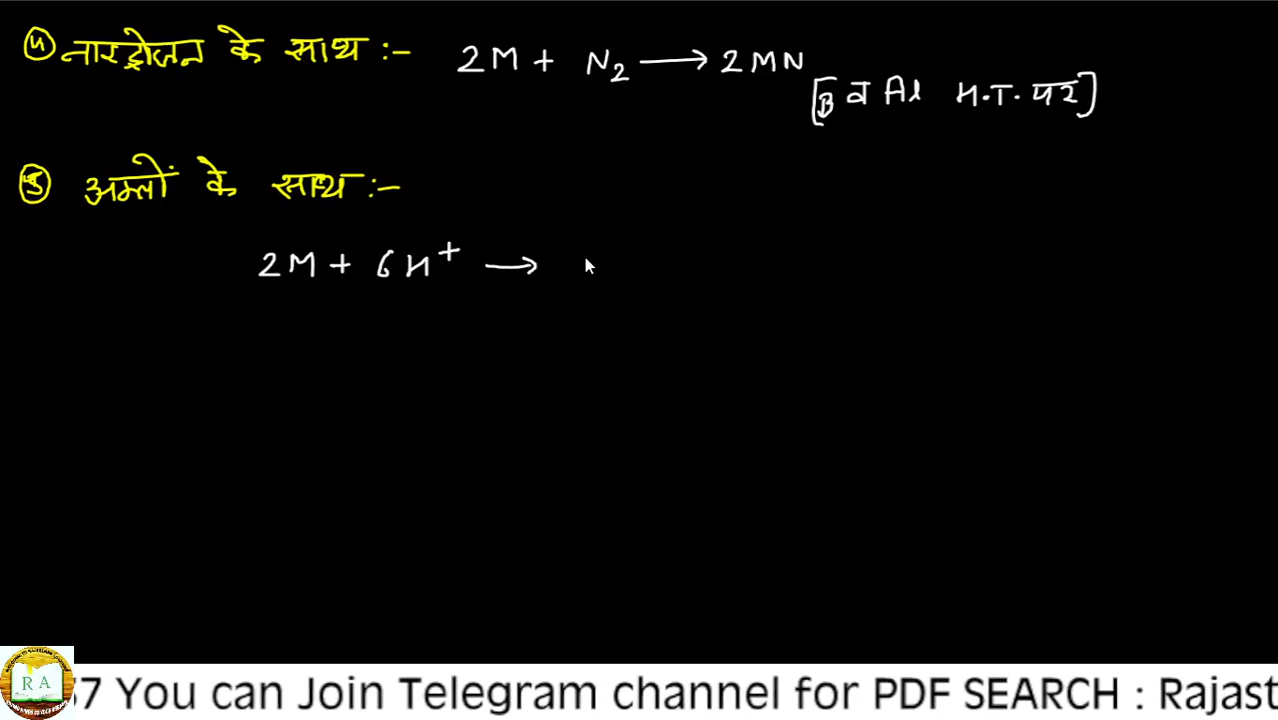 ④ नाइट्रोजन के साथ :- 2M + N₂ ⟶ 2MN
[B व Al H.T. पर]
⑤ अम्लों के साथ :-
2M + 6H⁺ ⟶
R A
57 You can Join Telegram channel for PDF SEARCH : Rajast